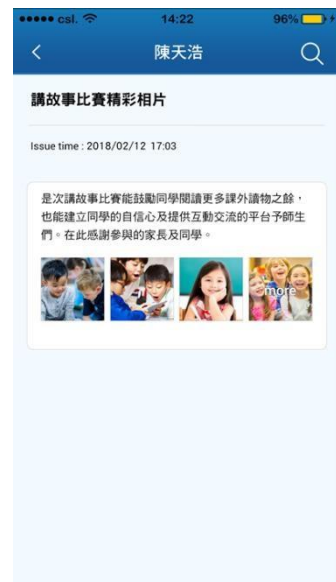 csl. 14:22 96%
陳天浩
講故事比賽精彩相片
Issue time : 2018/02/12 17:03
是次講故事比賽能鼓勵同學閱讀更多課外讀物之餘，
也能建立同學的自信心及提供互動交流的平台予師生
們。在此感謝參與的家長及同學。
more